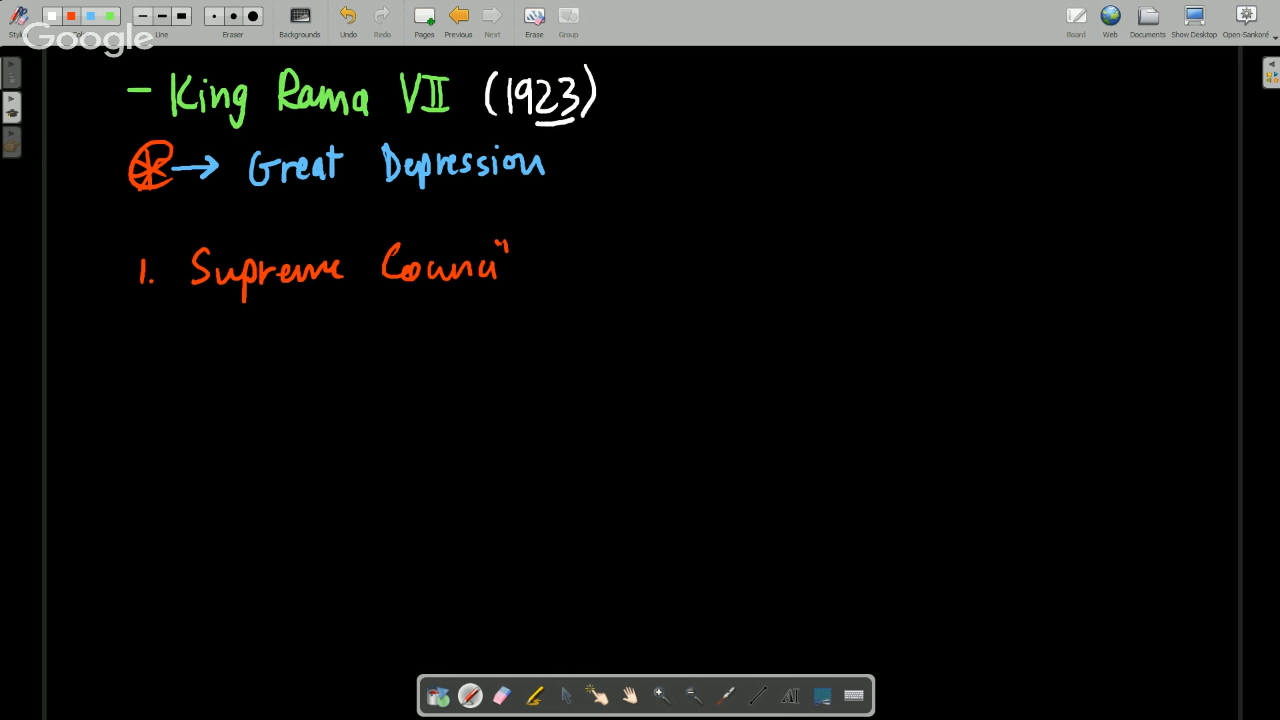 Erase
Backgrounds
Undo
Redo
Pages
Previous
Next
Erase
Group
Board
Web
Documents
Show Desktop
Open-Sankoré
Line
Eraser
Google
- King Rama VII (1923)
→ Great Depression
1. Supreme